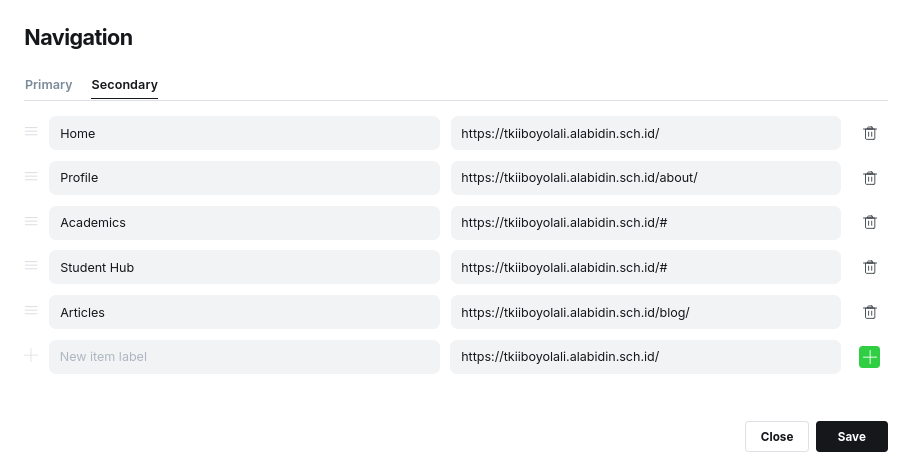 Navigation
Primary Secondary
Home https://tkiiboyolali.alabidin.sch.id/
Profile https://tkiiboyolali.alabidin.sch.id/about/
Academics https://tkiiboyolali.alabidin.sch.id/#
Student Hub https://tkiiboyolali.alabidin.sch.id/#
Articles https://tkiiboyolali.alabidin.sch.id/blog/
New item label https://tkiiboyolali.alabidin.sch.id/
Close Save